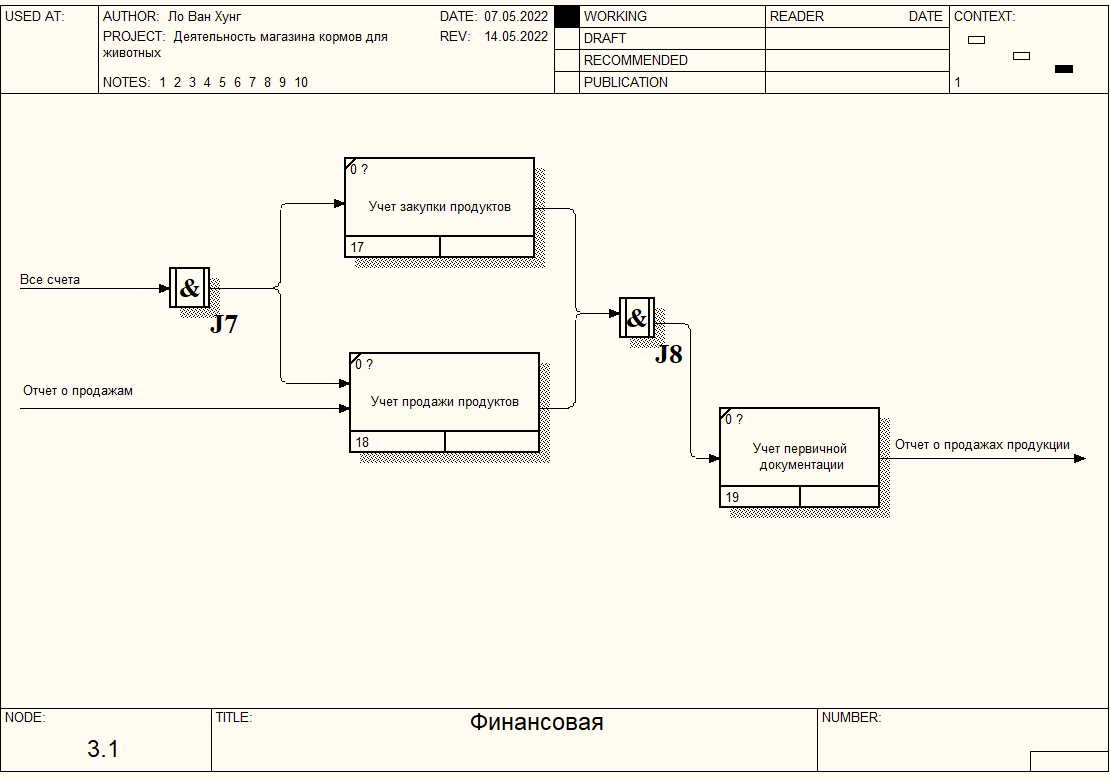 USED AT:
AUTHOR: Ло Ван Хунг
DATE: 07.05.2022
PROJECT: Деятельность магазина кормов для
животных
REV: 14.05.2022
NOTES: 1 2 3 4 5 6 7 8 9 10
WORKING
DRAFT
RECOMMENDED
PUBLICATION
READER DATE
CONTEXT:
1
0 ?
Учет закупки продуктов
17
Все счета
&
J7
&
J8
Отчет о продажам
0 ?
Учет продажи продуктов
18
0 ?
Учет первичной
документации
19
Отчет о продажах продукции
NODE:
3.1
TITLE:
Финансовая
NUMBER: